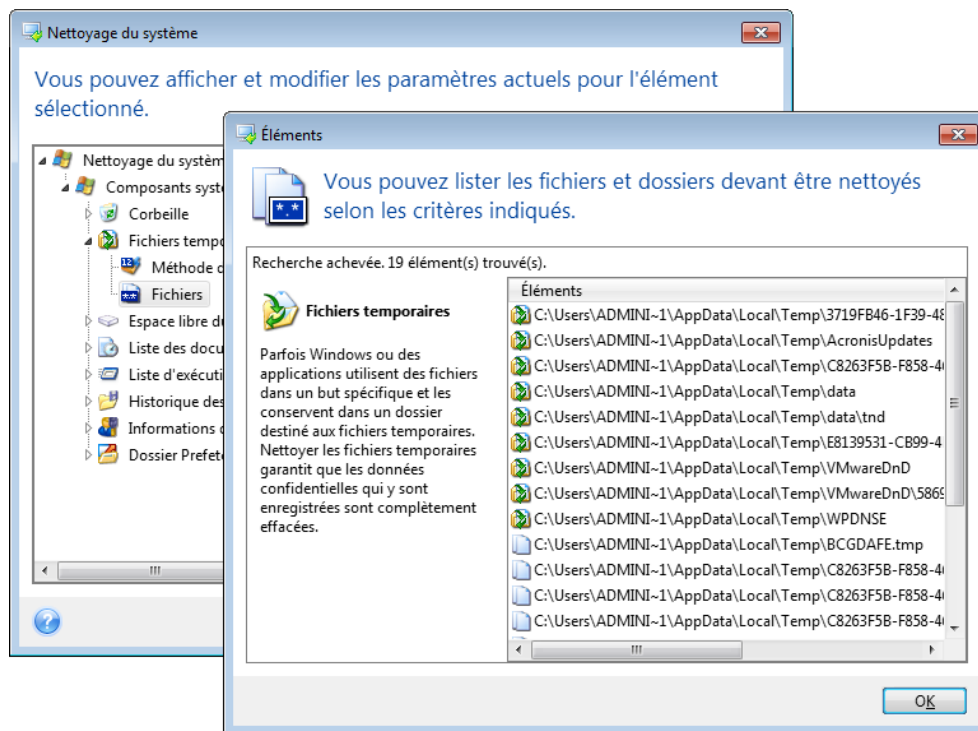 Nettoyage du système
Vous pouvez afficher et modifier les paramètres actuels pour l'élément
sélectionné.
Nettoyage du systèm
Composants syst
Corbeille
Fichiers tempo
Méthode d
Fichiers
Espace libre du
Liste des docu
Liste d'exécuti
Historique des
Informations d
Dossier Prefet
Éléments
Vous pouvez lister les fichiers et dossiers devant être nettoyés
selon les critères indiqués.
Recherche achevée. 19 élément(s) trouvé(s).
Fichiers temporaires
Parfois Windows ou des
applications utilisent des fichiers
dans un but spécifique et les
conservent dans un dossier
destiné aux fichiers temporaires.
Nettoyer les fichiers temporaires
garantit que les données
confidentielles qui y sont
enregistrées sont complètement
effacées.
Éléments
C:\Users\ADMINI~1\AppData\Local\Temp\3719FB46-1F39-48
C:\Users\ADMINI~1\AppData\Local\Temp\AcronisUpdates
C:\Users\ADMINI~1\AppData\Local\Temp\C8263F5B-F858-4
C:\Users\ADMINI~1\AppData\Local\Temp\data
C:\Users\ADMINI~1\AppData\Local\Temp\data\tnd
C:\Users\ADMINI~1\AppData\Local\Temp\E8139531-CB99-4
C:\Users\ADMINI~1\AppData\Local\Temp\VMwareDnD
C:\Users\ADMINI~1\AppData\Local\Temp\VMwareDnD\5869
C:\Users\ADMINI~1\AppData\Local\Temp\WPDNSE
C:\Users\ADMINI~1\AppData\Local\Temp\BCGDAFE.tmp
C:\Users\ADMINI~1\AppData\Local\Temp\C8263F5B-F858-4
C:\Users\ADMINI~1\AppData\Local\Temp\C8263F5B-F858-4
C:\Users\ADMINI~1\AppData\Local\Temp\C8263F5B-F858-4
OK